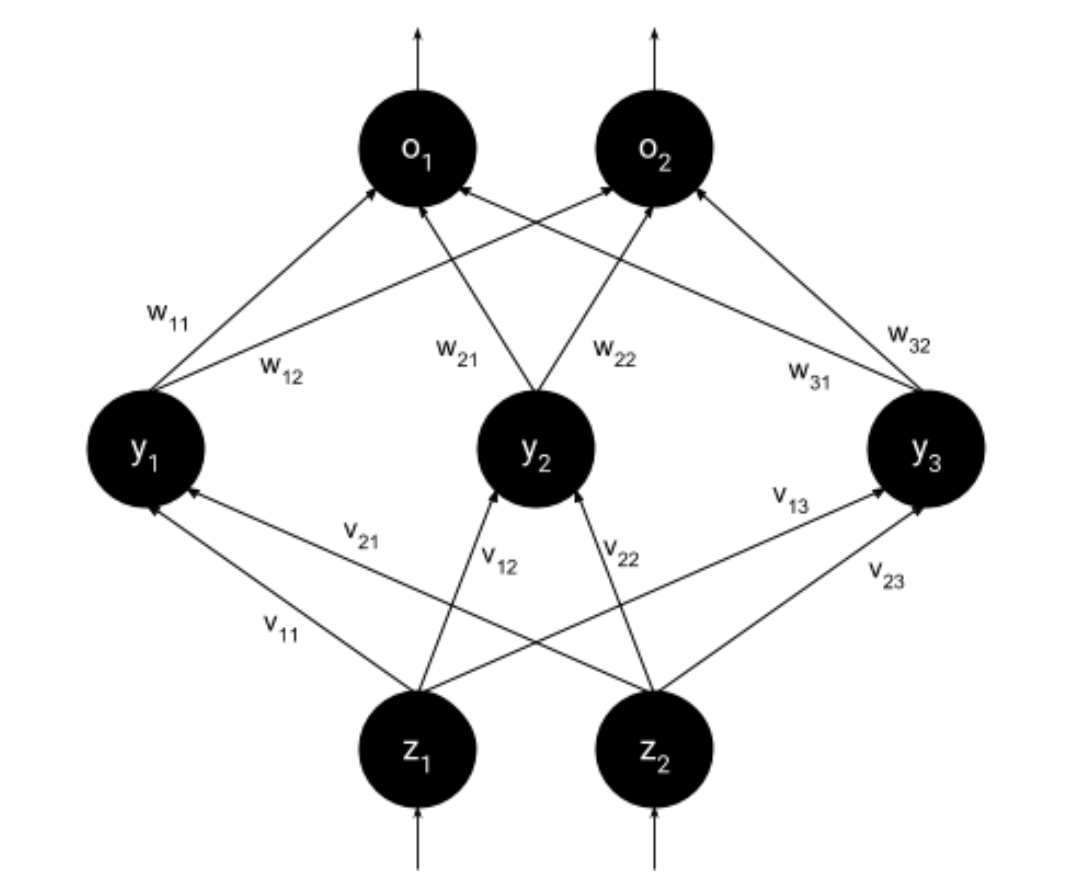 o₁ o₂
w₁₁
w₁₂ w₂₁ w₂₂ w₃₁ w₃₂
y₁ y₂ y₃
v₂₁ v₁₂ v₂₂ v₁₃
v₁₁ v₂₃
z₁ z₂